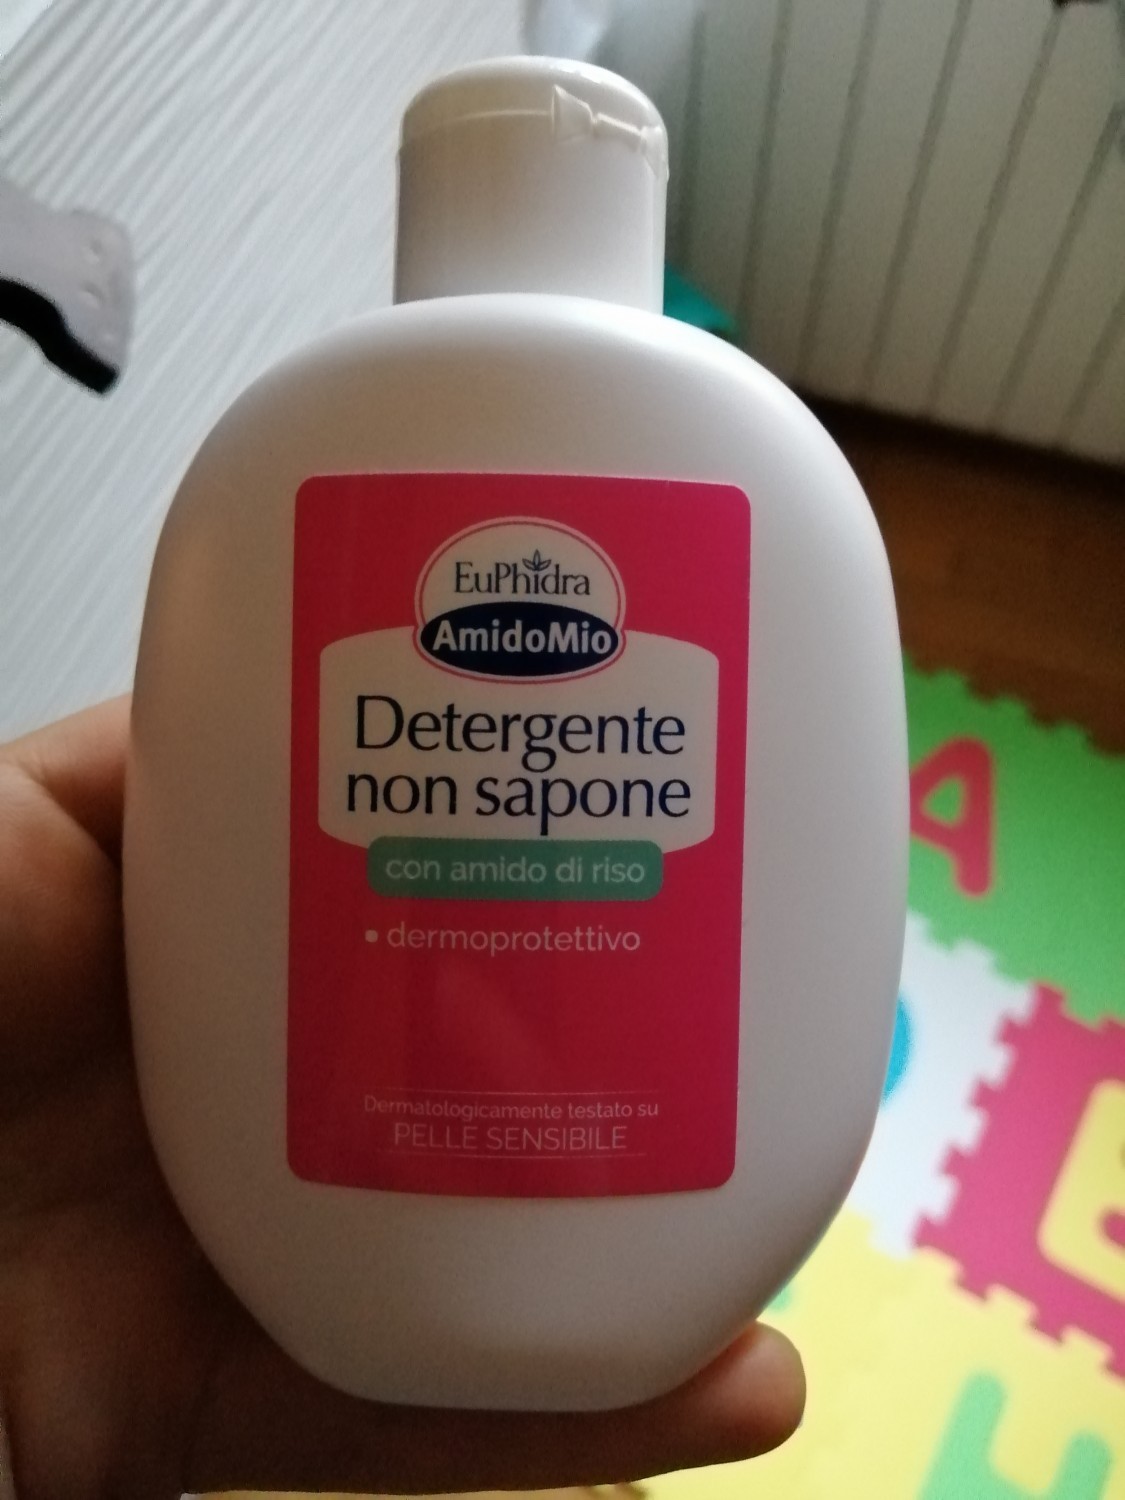 EuPhidra
AmidoMio
Detergente
non sapone
con amido di riso
• dermoprotettivo
Dermatologicamente testato su
PELLE SENSIBILE
A
E